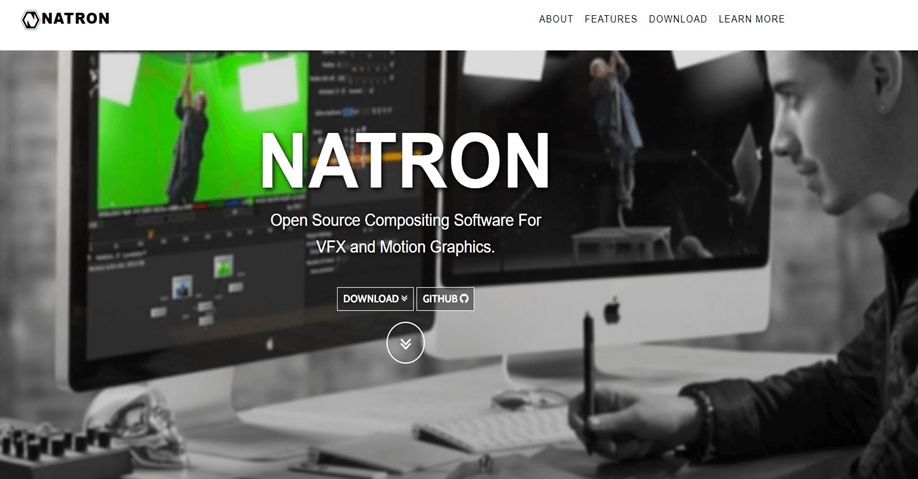 NATRON
ABOUT FEATURES DOWNLOAD LEARN MORE
NATRON
Open Source Compositing Software For
VFX and Motion Graphics.
DOWNLOAD
GITHUB